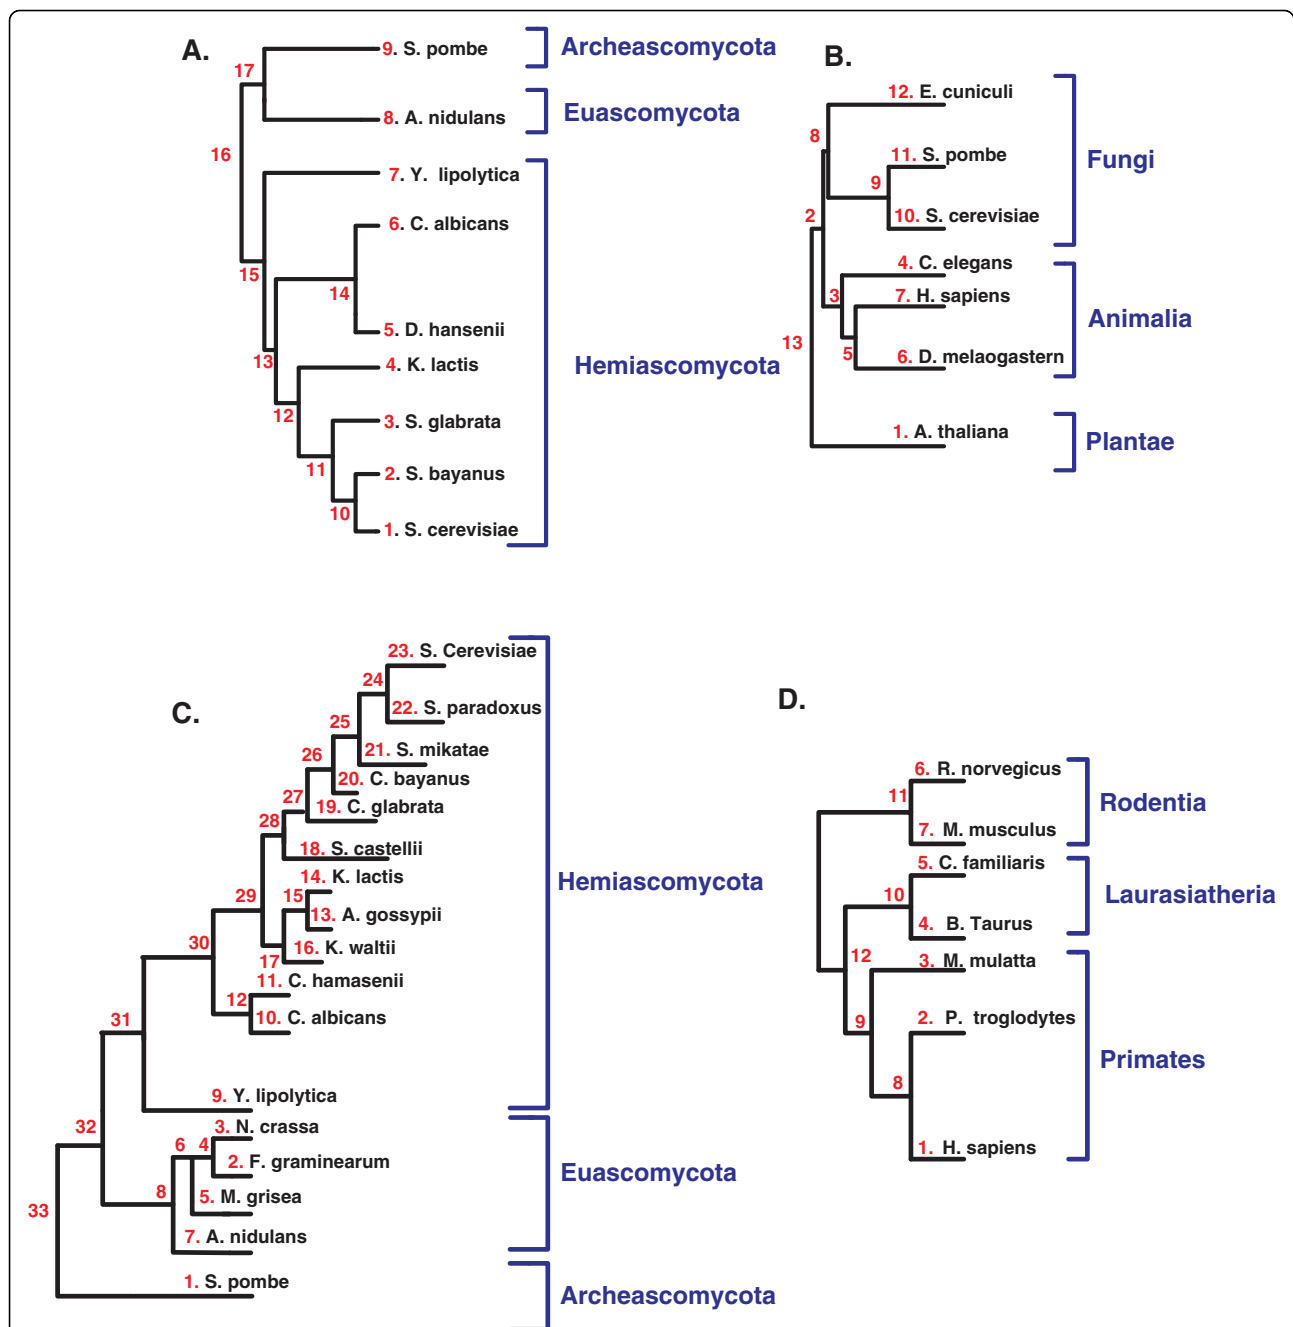 A.
9. S. pombe
Archeascomycota
17
8. A. nidulans
Euascomycota
16
7. Y. lipolytica
6. C. albicans
15
14
5. D. hansenii
13
4. K. lactis
Hemiascomycota
12
3. S. glabrata
11
2. S. bayanus
10
1. S. cerevisiae
B.
12. E. cuniculi
8
11. S. pombe
Fungi
9
2
10. S. cerevisiae
4. C. elegans
3
7. H. sapiens
Animalia
13
5
6. D. melaogastern
1. A. thaliana
Plantae
C.
23. S. Cerevisiae
24
22. S. paradoxus
25
21. S. mikatae
26
20. C. bayanus
27
19. C. glabrata
28
18. S. castellii
14. K. lactis
Hemiascomycota
29
15
13. A. gossypii
30
16. K. waltii
17
11. C. hamasenii
12
10. C. albicans
31
9. Y. lipolytica
32
3. N. crassa
6
4
2. F. graminearum
Euascomycota
8
5. M. grisea
33
7. A. nidulans
1. S. pombe
Archeascomycota
D.
6. R. norvegicus
11
Rodentia
7. M. musculus
5. C. familiaris
10
Laurasiatheria
4. B. Taurus
12
3. M. mulatta
9
2. P. troglodytes
Primates
8
1. H. sapiens